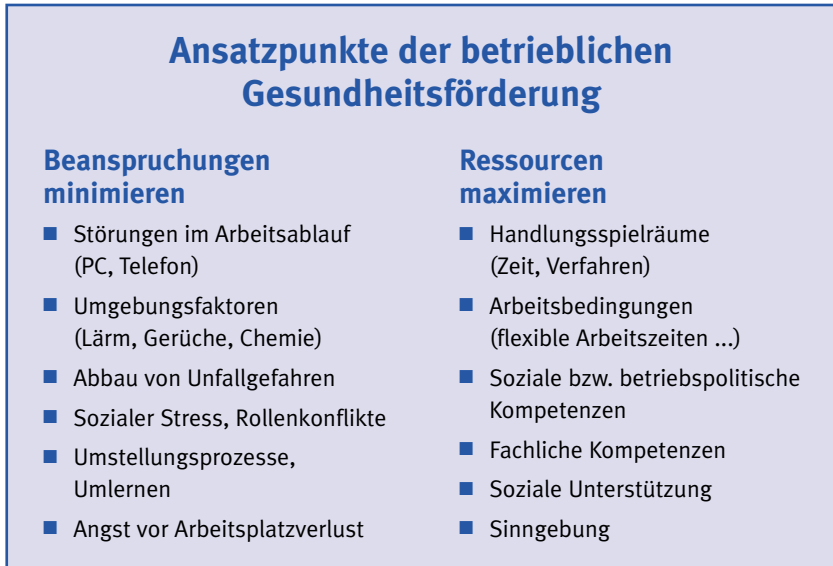 Ansatzpunkte der betrieblichen
Gesundheitsförderung
Beanspruchungen
minimieren
■ Störungen im Arbeitsablauf
(PC, Telefon)
■ Umgebungsfaktoren
(Lärm, Gerüche, Chemie)
■ Abbau von Unfallgefahren
■ Sozialer Stress, Rollenkonflikte
■ Umstellungsprozesse,
Umlernen
■ Angst vor Arbeitsplatzverlust
Ressourcen
maximieren
■ Handlungsspielräume
(Zeit, Verfahren)
■ Arbeitsbedingungen
(flexible Arbeitszeiten ...)
■ Soziale bzw. betriebspolitische
Kompetenzen
■ Fachliche Kompetenzen
■ Soziale Unterstützung
■ Sinngebung